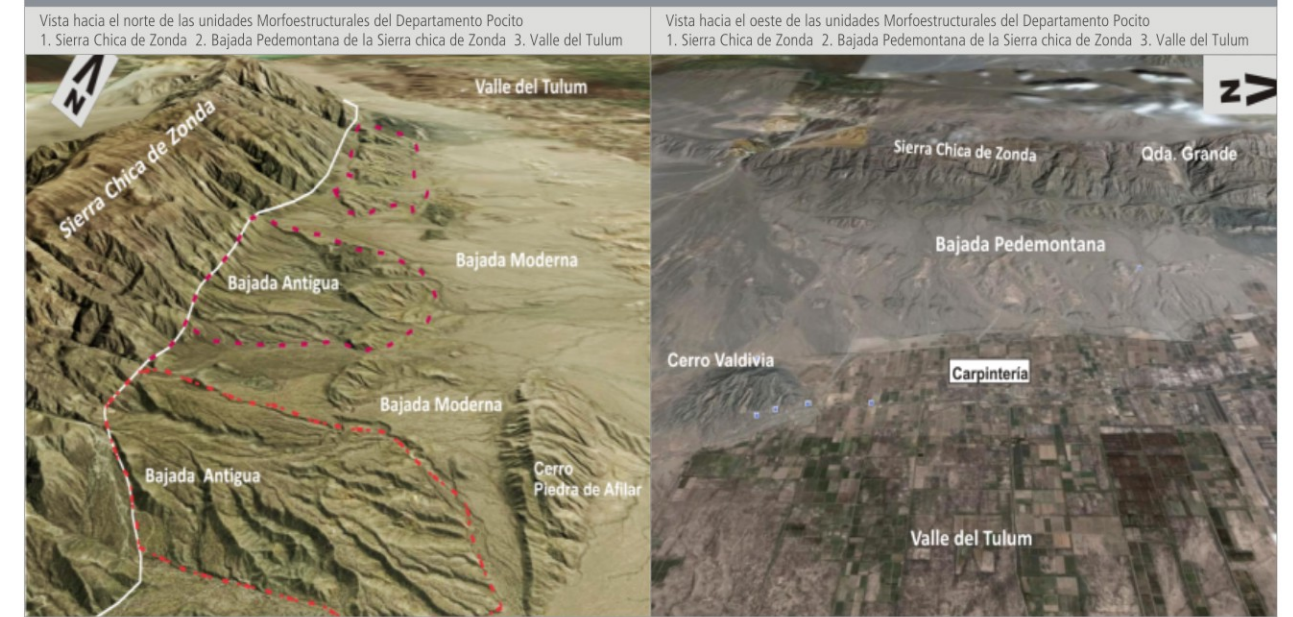 Vista hacia el norte de las unidades Morfoestructurales del Departamento Pocito
1. Sierra Chica de Zonda 2. Bajada Pedemontana de la Sierra chica de Zonda 3. Valle del Tulum
N
Valle del Tulum
Sierra Chica de Zonda
Bajada Moderna
Bajada Antigua
Bajada Moderna
Bajada Antigua
Cerro
Piedra de Afilar
Vista hacia el oeste de las unidades Morfoestructurales del Departamento Pocito
1. Sierra Chica de Zonda 2. Bajada Pedemontana de la Sierra chica de Zonda 3. Valle del Tulum
N
Sierra Chica de Zonda
Qda. Grande
Bajada Pedemontana
Cerro Valdivia
Carpintería
Valle del Tulum